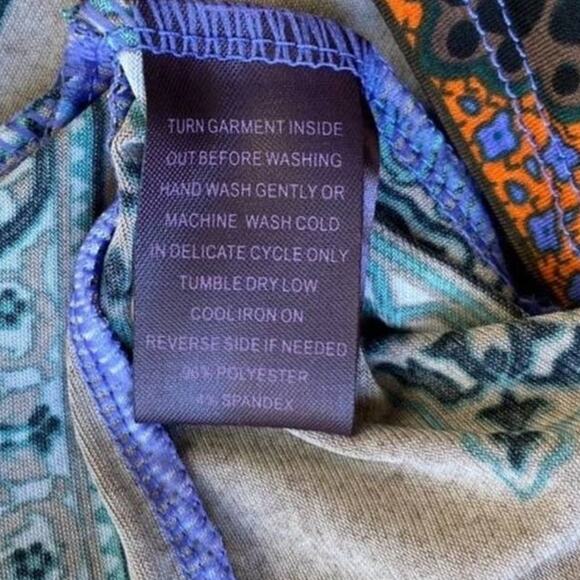 TURN GARMENT INSIDE
OUT BEFORE WASHING
HAND WASH GENTLY OR
MACHINE WASH COLD
IN DELICATE CYCLE ONLY
TUMBLE DRY LOW
COOL IRON ON
REVERSE SIDE IF NEEDED
96% POLYESTER
4% SPANDEX